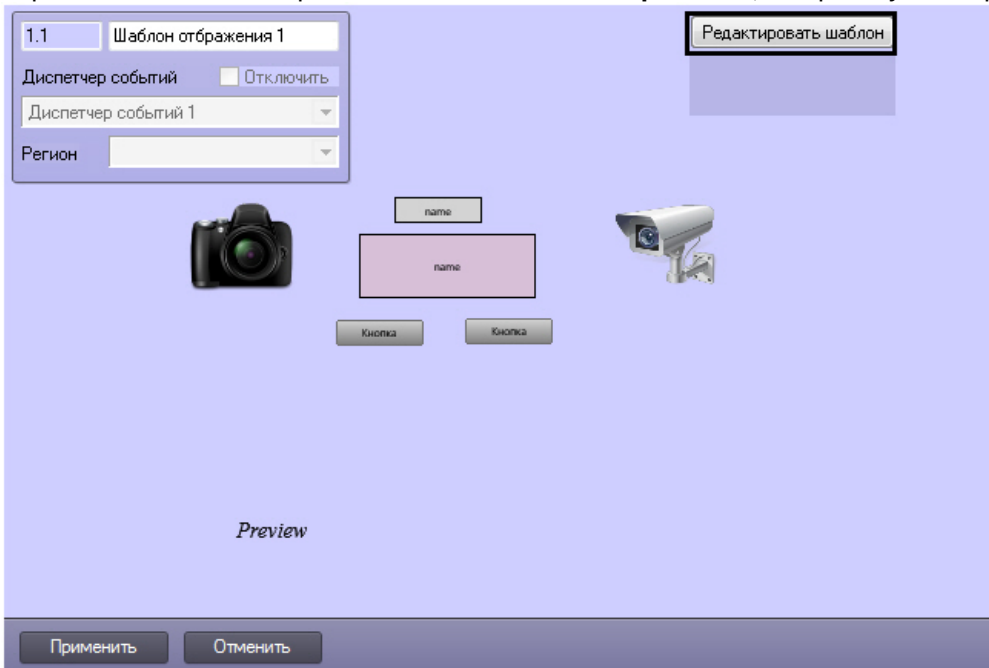 1.1 Шаблон отбражения 1
Редактировать шаблон
Диспетчер событий Отключить
Диспетчер событий 1
Регион
name
name
Кнопка Кнопка
Preview
Применить Отменить